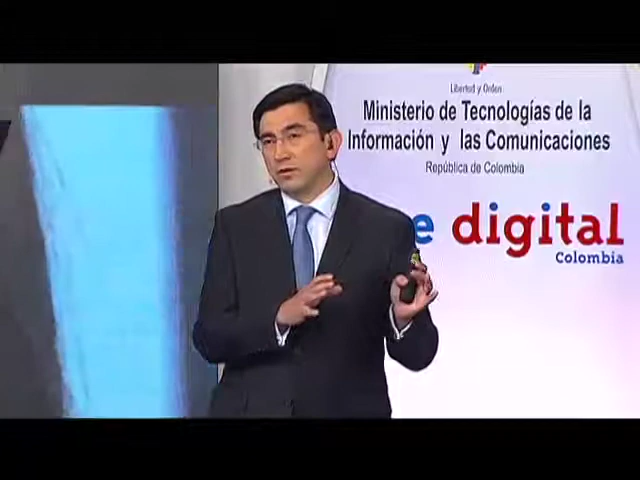 Libertad y Orden
Ministerio de Tecnologías de la
Información y las Comunicaciones
República de Colombia
e digital
Colombia